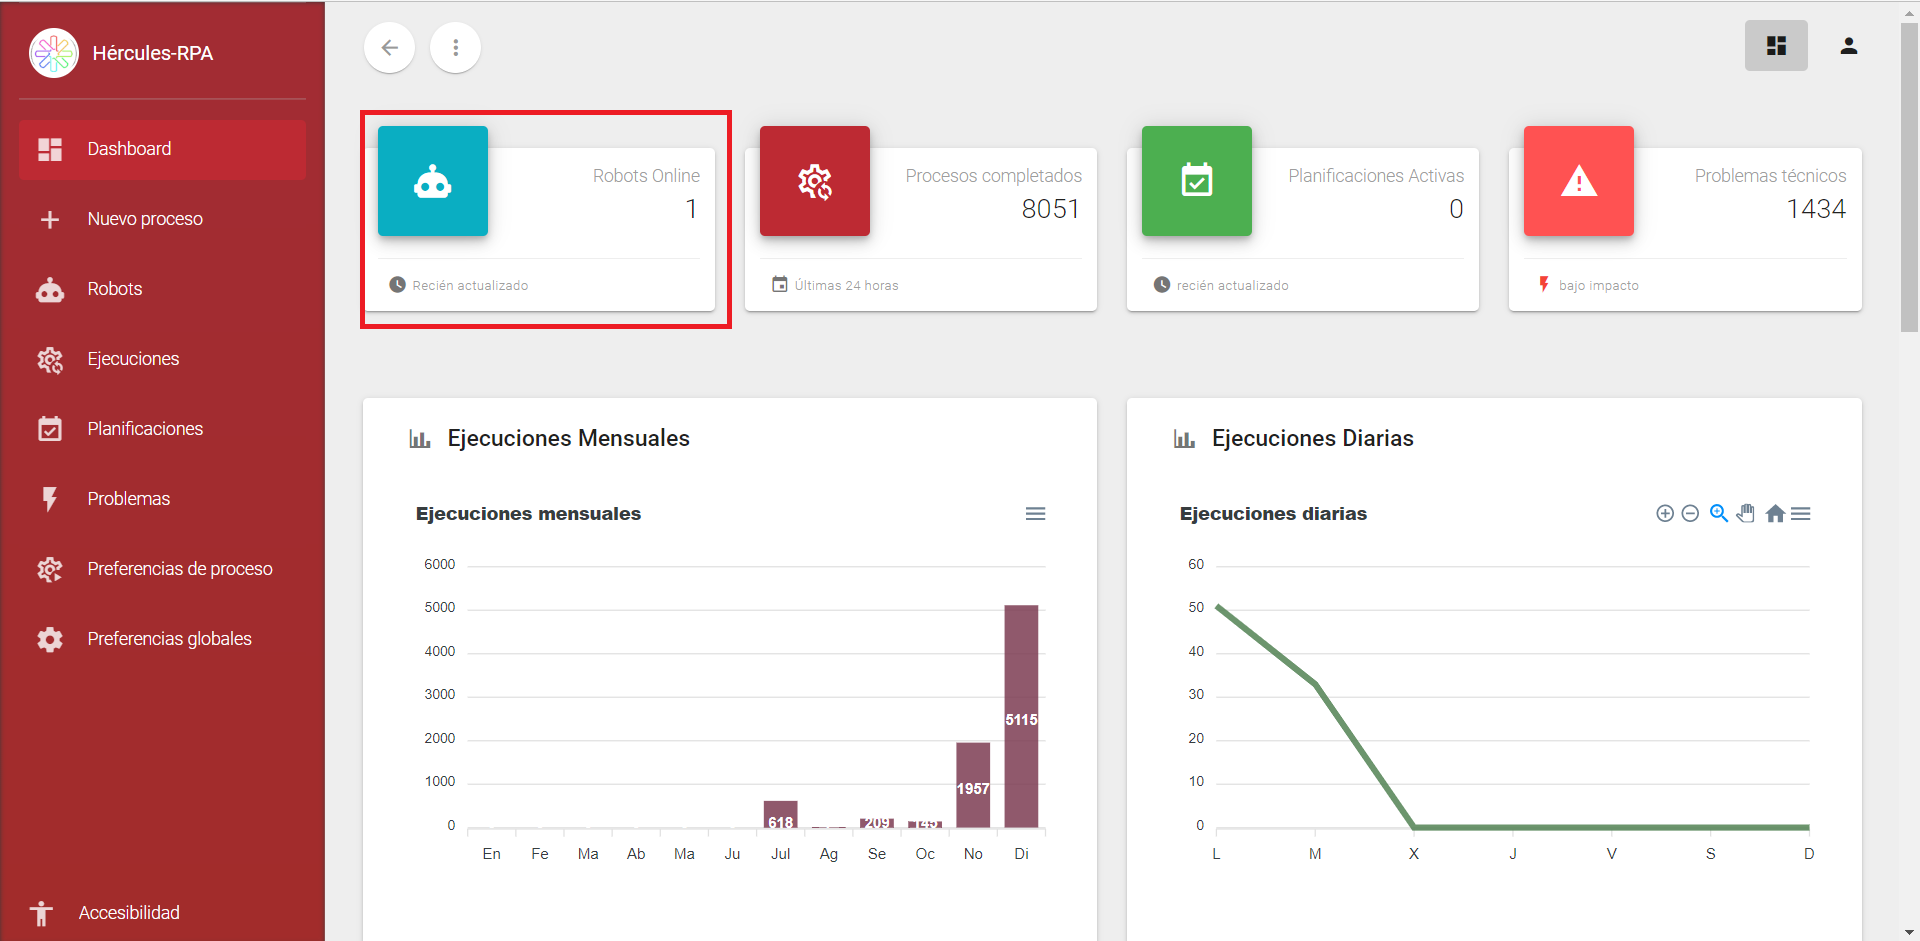 Hércules-RPA
Dashboard
Nuevo proceso
Robots
Ejecuciones
Planificaciones
Problemas
Preferencias de proceso
Preferencias globales
Accesibilidad
Robots Online
1
Recién actualizado
Procesos completados
8051
Últimas 24 horas
Planificaciones Activas
0
recién actualizado
Problemas técnicos
1434
bajo impacto
Ejecuciones Mensuales
Ejecuciones mensuales
6000
5000
4000
3000
2000
1000
0
618
209
145
1957
5115
En Fe Ma Ab Ma Ju Jul Ag Se Oc No Di
Ejecuciones Diarias
Ejecuciones diarias
60
50
40
30
20
10
0
L M X J V S D